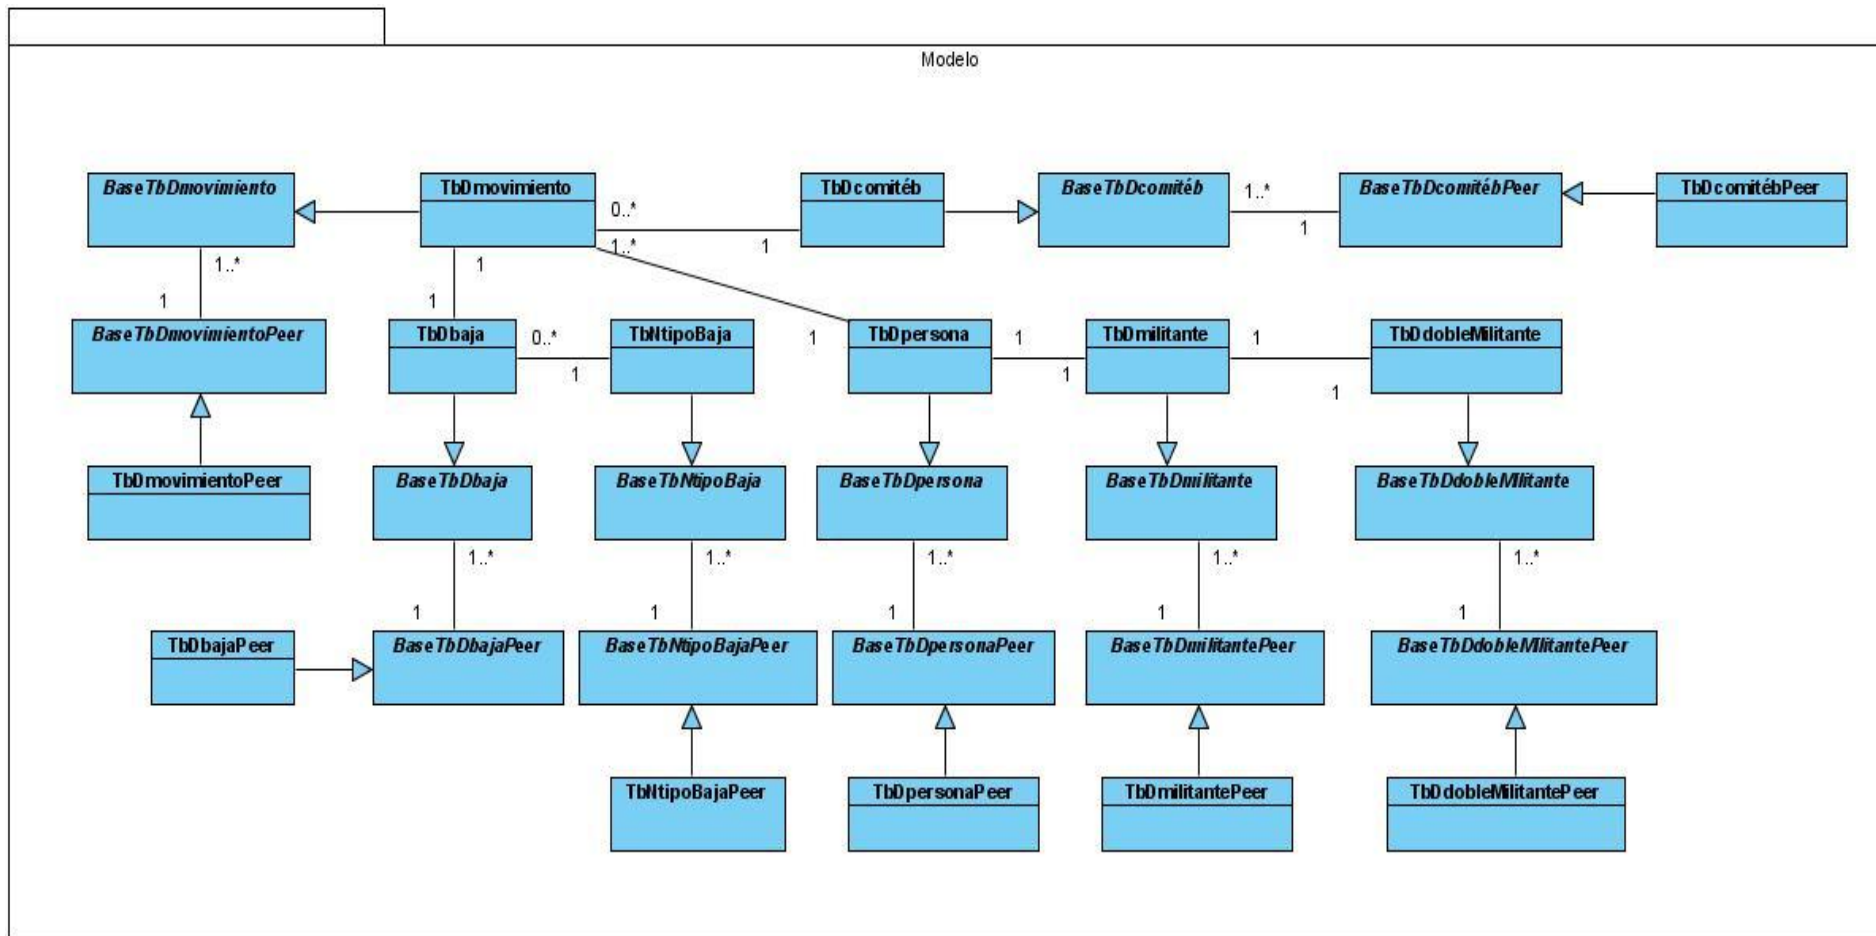 Modelo
BaseTbDmovimiento
TbDmovimiento
TbDcomitéb
BaseTbDcomitéb
BaseTbDcomitébPeer
TbDcomitébPeer
0..*
1
1..*
1
1..*
1
1
1..*
1
1
BaseTbDmovimientoPeer
TbDbaja
TbNtipoBaja
TbDpersona
TbDmilitante
TbDdobleMilitante
0..*
1
1
1
1
1
TbDmovimientoPeer
BaseTbDbaja
BaseTbNtipoBaja
BaseTbDpersona
BaseTbDmilitante
BaseTbDdobleMilitante
1..*
1..*
1..*
1..*
1..*
1
1
1
1
1
TbDbajaPeer
BaseTbDbajaPeer
BaseTbNtipoBajaPeer
BaseTbDpersonaPeer
BaseTbDmilitantePeer
BaseTbDdobleMilitantePeer
TbNtipoBajaPeer
TbDpersonaPeer
TbDmilitantePeer
TbDdobleMilitantePeer